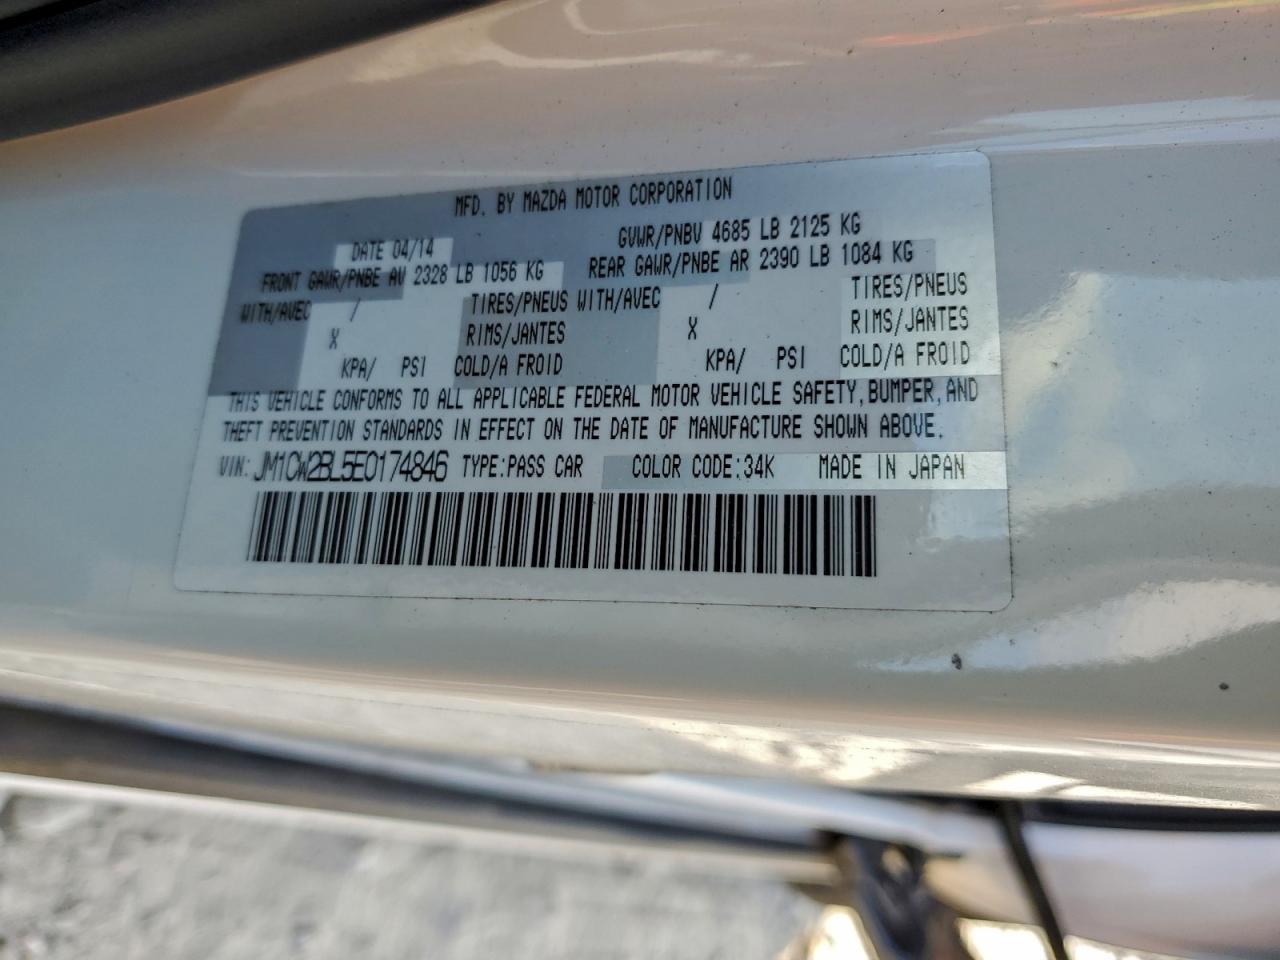 MFD. BY MAZDA MOTOR CORPORATION
DATE 04/14 GVWR/PNBV 4685 LB 2125 KG
FRONT GAWR/PNBE AV 2328 LB 1056 KG REAR GAWR/PNBE AR 2390 LB 1084 KG
WITH/AVEC / TIRES/PNEUS WITH/AVEC / TIRES/PNEUS
X RIMS/JANTES X RIMS/JANTES
KPA/ PSI COLD/A FROID KPA/ PSI COLD/A FROID
THIS VEHICLE CONFORMS TO ALL APPLICABLE FEDERAL MOTOR VEHICLE SAFETY, BUMPER, AND
THEFT PREVENTION STANDARDS IN EFFECT ON THE DATE OF MANUFACTURE SHOWN ABOVE.
VIN: JM1CW2BL5E0174846 TYPE:PASS CAR COLOR CODE:34K MADE IN JAPAN